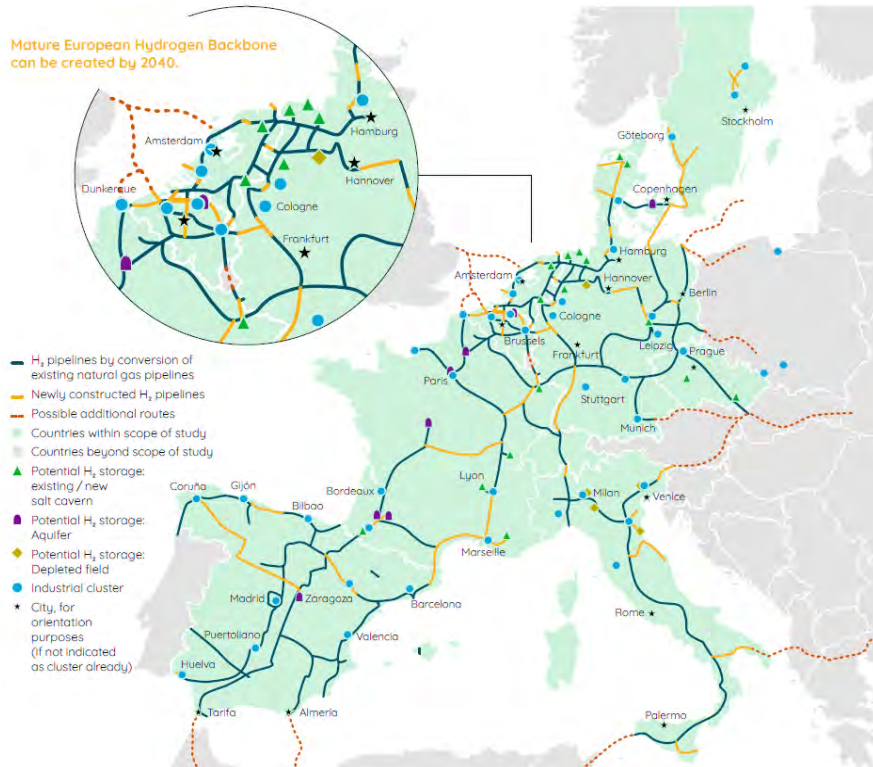 Mature European Hydrogen Backbone
can be created by 2040.
Amsterdam
Hamburg
Hannover
Dunkerque
Cologne
Frankfurt
Stockholm
Göteborg
Copenhagen
Hamburg
Amsterdam
Hannover
Berlin
Cologne
Brussels
Leipzig
Frankfurt
Prague
Paris
Stuttgart
Munich
H₂ pipelines by conversion of
existing natural gas pipelines
Newly constructed H₂ pipelines
Possible additional routes
Countries within scope of study
Countries beyond scope of study
Potential H₂ storage:
existing / new
salt cavern
Potential H₂ storage:
Aquifer
Potential H₂ storage:
Depleted field
Industrial cluster
City, for
orientation
purposes
(if not indicated
as cluster already)
Lyon
Milan
Venice
Coruña
Gijón
Bilbao
Bordeaux
Marseille
Madrid
Zaragoza
Barcelona
Rome
Puertollano
Valencia
Huelva
Tarifa
Almería
Palermo